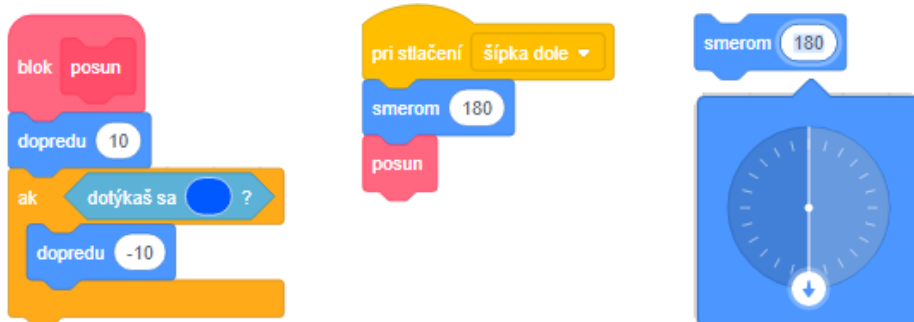 blok posun
dopredu 10
ak dotýkaš sa ?
dopredu -10
pri stlačení šípka dole
smerom 180
posun
smerom 180